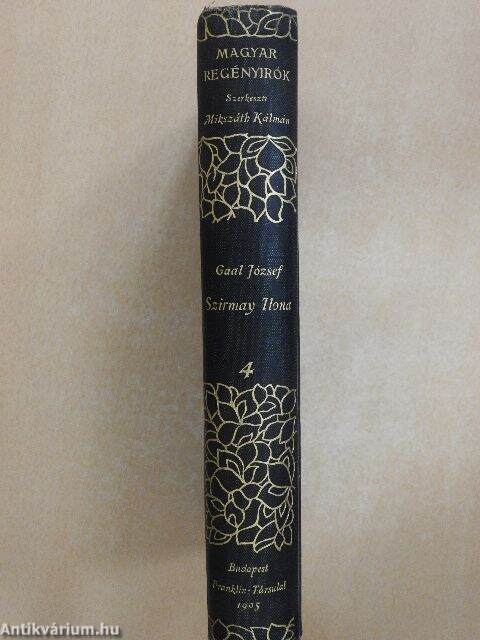 MAGYAR
REGÉNYIRÓK
Szerkeszti
Mikszáth Kálmán
Gaal József
Szirmay Ilona
4
Budapest
Franklin-Társulat
1905
Antikvárium.hu